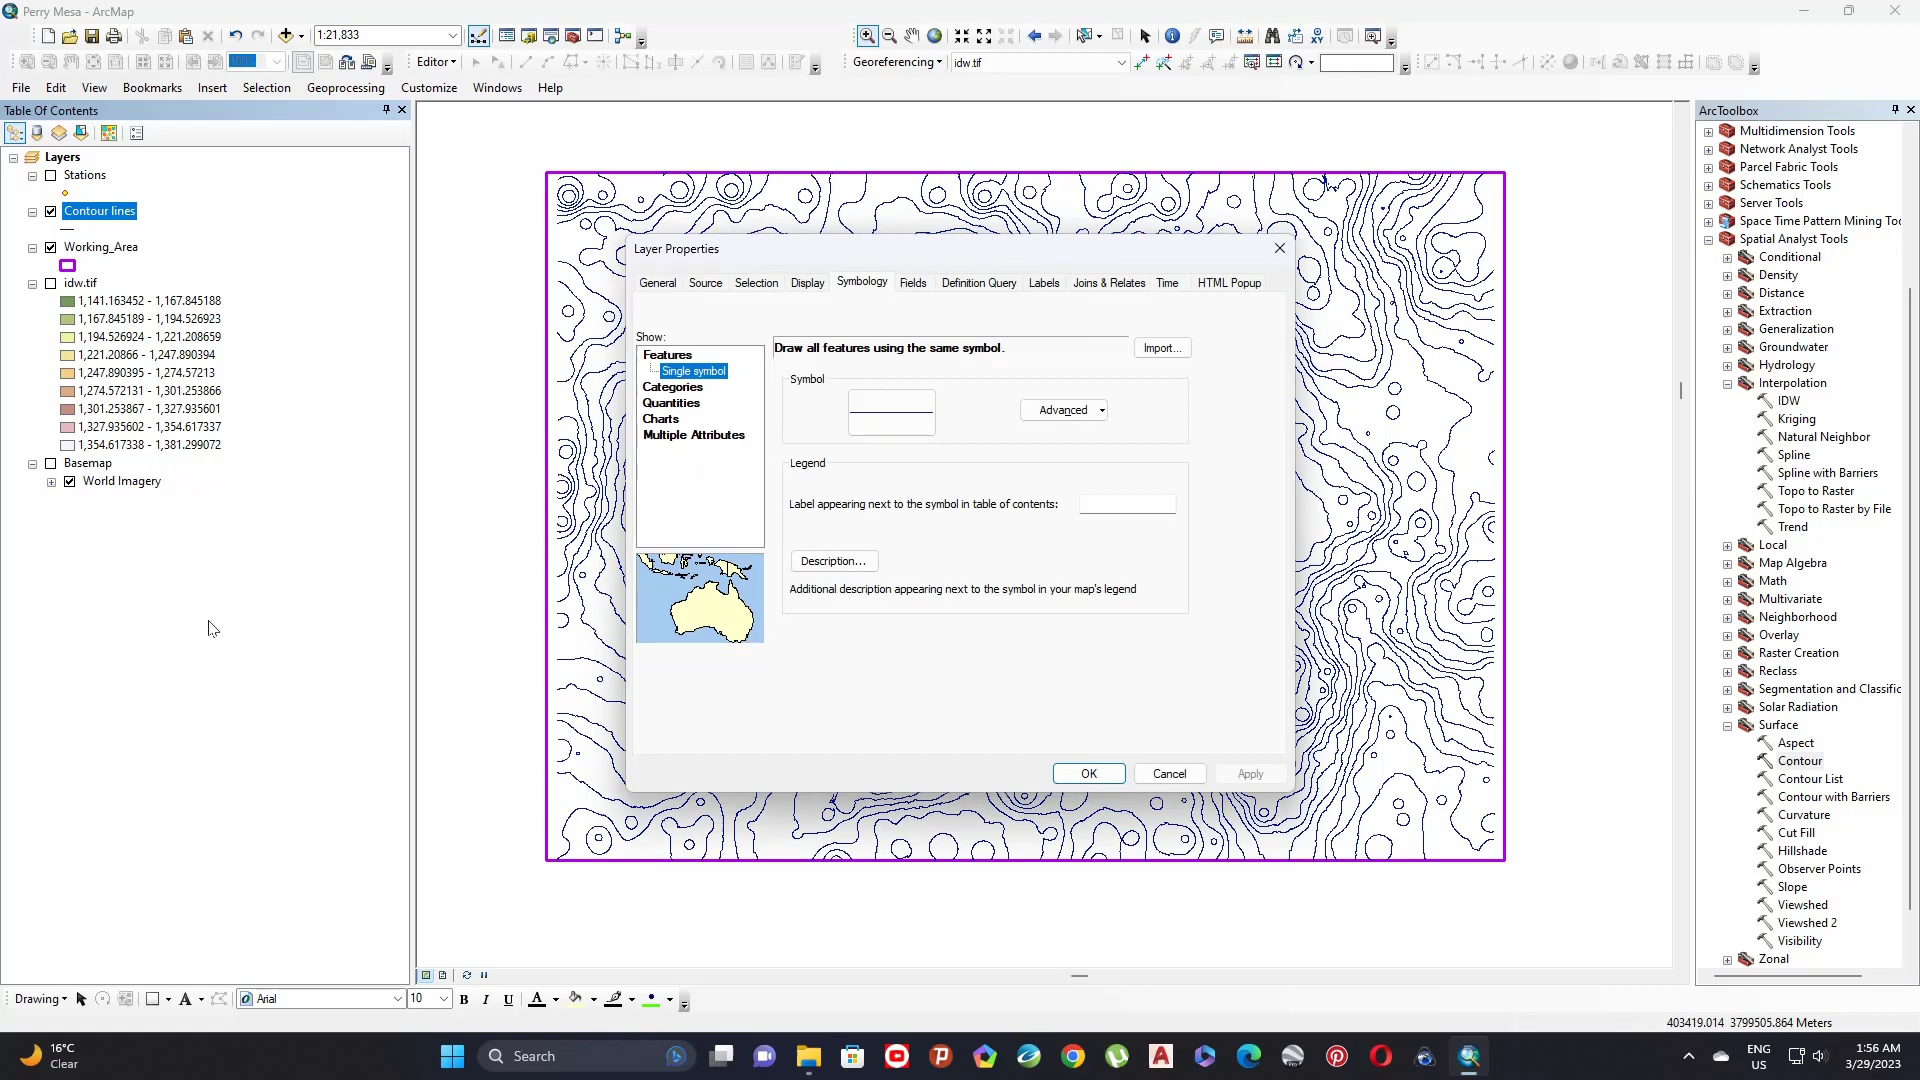 Perry Mesa - ArcMap
1:21,833
Editor
Georeferencing
idw.tif
File Edit View Bookmarks Insert Selection Geoprocessing Customize Windows Help
Table Of Contents
Layers
Stations
Contour lines
Working_Area
idw.tif
1,141.163452 - 1,167.845188
1,167.845189 - 1,194.526923
1,194.526924 - 1,221.208659
1,221.20866 - 1,247.890394
1,247.890395 - 1,274.57213
1,274.572131 - 1,301.253866
1,301.253867 - 1,327.935601
1,327.935602 - 1,354.617337
1,354.617338 - 1,381.299072
Basemap
World Imagery
Layer Properties
General Source Selection Display Symbology Fields Definition Query Labels Joins & Relates Time HTML Popup
Show:
Features
Single symbol
Categories
Quantities
Charts
Multiple Attributes
Draw all features using the same symbol.
Import...
Symbol
Advanced
Legend
Label appearing next to the symbol in table of contents:
Description...
Additional description appearing next to the symbol in your map's legend
OK Cancel Apply
ArcToolbox
Multidimension Tools
Network Analyst Tools
Parcel Fabric Tools
Schematics Tools
Server Tools
Space Time Pattern Mining Too
Spatial Analyst Tools
Conditional
Density
Distance
Extraction
Generalization
Groundwater
Hydrology
Interpolation
IDW
Kriging
Natural Neighbor
Spline
Spline with Barriers
Topo to Raster
Topo to Raster by File
Trend
Local
Map Algebra
Math
Multivariate
Neighborhood
Overlay
Raster Creation
Reclass
Segmentation and Classific
Solar Radiation
Surface
Aspect
Contour
Contour List
Contour with Barriers
Curvature
Cut Fill
Hillshade
Observer Points
Slope
Viewshed
Viewshed 2
Visibility
Zonal
Drawing
A
Arial
10
B I U A
403419.014 3799505.864 Meters
16°C
Clear
Search
ENG
US
1:56 AM
3/29/2023